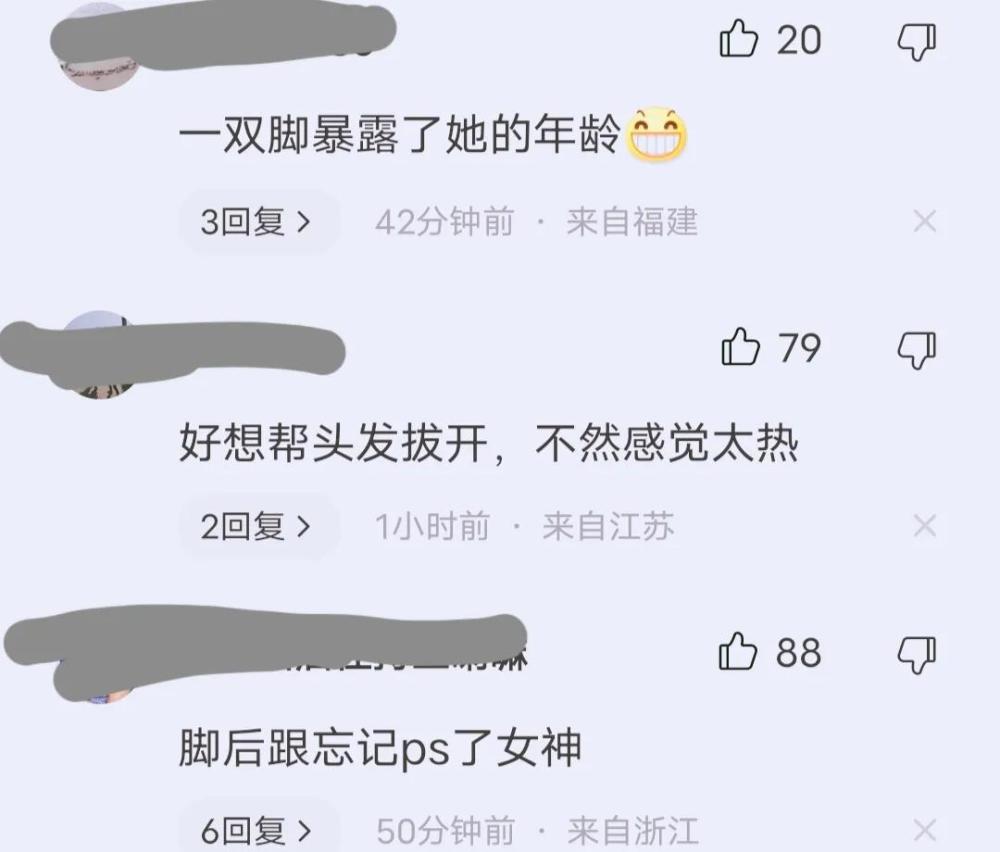 20
一双脚暴露了她的年龄
3回复 >
42分钟前 · 来自福建
79
好想帮头发拔开，不然感觉太热
2回复 >
1小时前 · 来自江苏
88
脚后跟忘记ps了女神
6回复 >
50分钟前 · 来自浙江